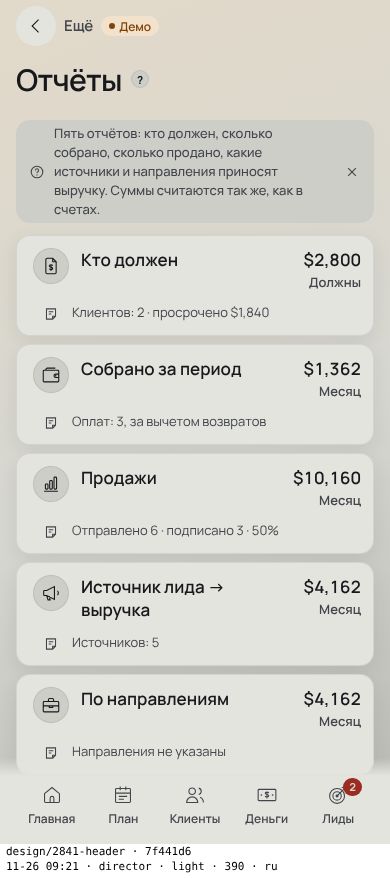 Ещё
Демо
Отчёты ?
Пять отчётов: кто должен, сколько
собрано, сколько продано, какие
источники и направления приносят
выручку. Суммы считаются так же, как в
счетах.
Кто должен $2,800
Должны
Клиентов: 2 · просрочено $1,840
Собрано за период $1,362
Месяц
Оплат: 3, за вычетом возвратов
Продажи $10,160
Месяц
Отправлено 6 · подписано 3 · 50%
Источник лида → $4,162
выручка Месяц
Источников: 5
По направлениям $4,162
Месяц
Направления не указаны
2
Главная План Клиенты Деньги Лиды
design/2841-header · 7f441d6
11-26 09:21 · director · light · 390 · ru